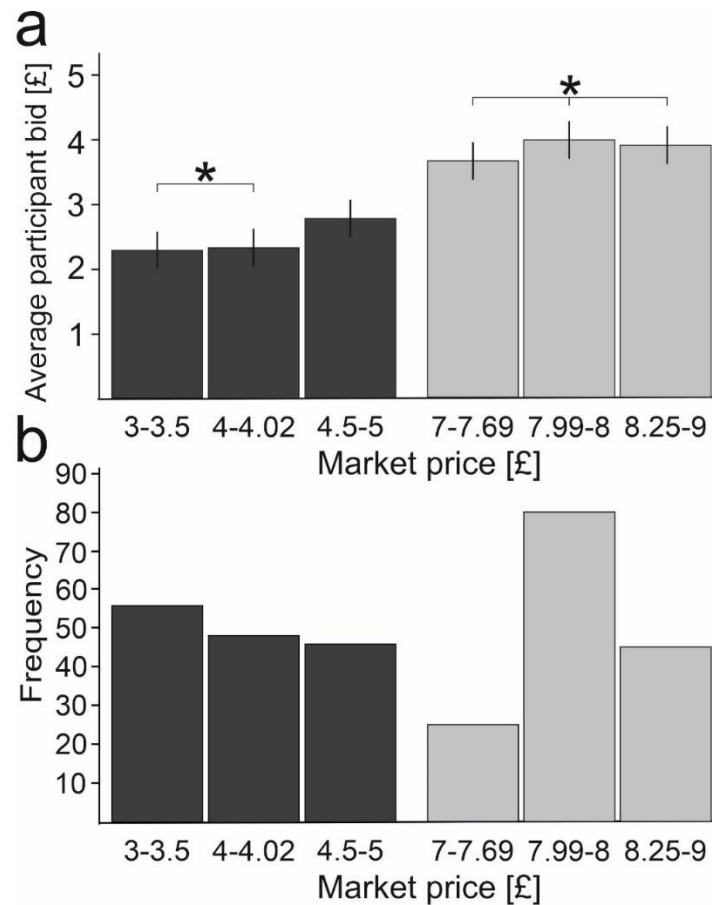 a
Average participant bid [£]
5
4
3
2
1
*
*
3-3.5 4-4.02 4.5-5 7-7.69 7.99-8 8.25-9
Market price [£]
b
Frequency
90
80
70
60
50
40
30
20
10
3-3.5 4-4.02 4.5-5 7-7.69 7.99-8 8.25-9
Market price [£]